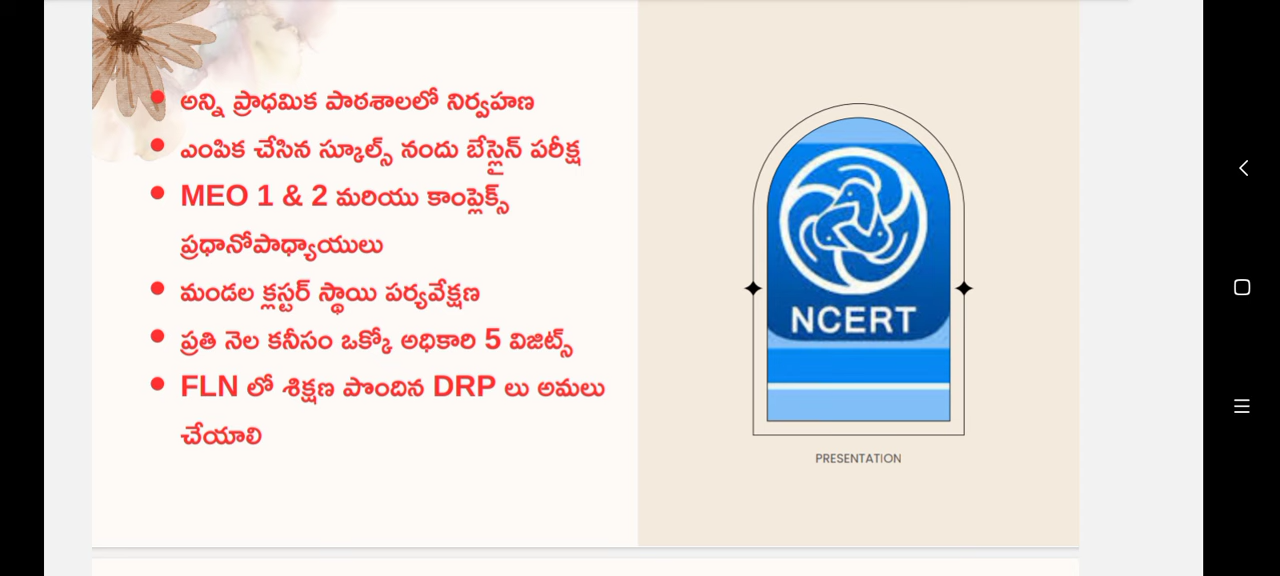 అన్ని ప్రాధమిక పాఠశాలలో నిర్వహణ
ఎంపిక చేసిన స్కూల్స్ నందు బేస్లైన్ పరీక్ష
MEO 1 & 2 మరియు కాంప్లెక్స్
ప్రధానోపాధ్యాయులు
మండల క్లస్టర్ స్థాయి పర్యవేక్షణ
ప్రతి నెల కనీసం ఒక్కో అధికారి 5 విజిట్స్
FLN లో శిక్షణ పొందిన DRP లు అమలు
చేయాలి
NCERT
PRESENTATION